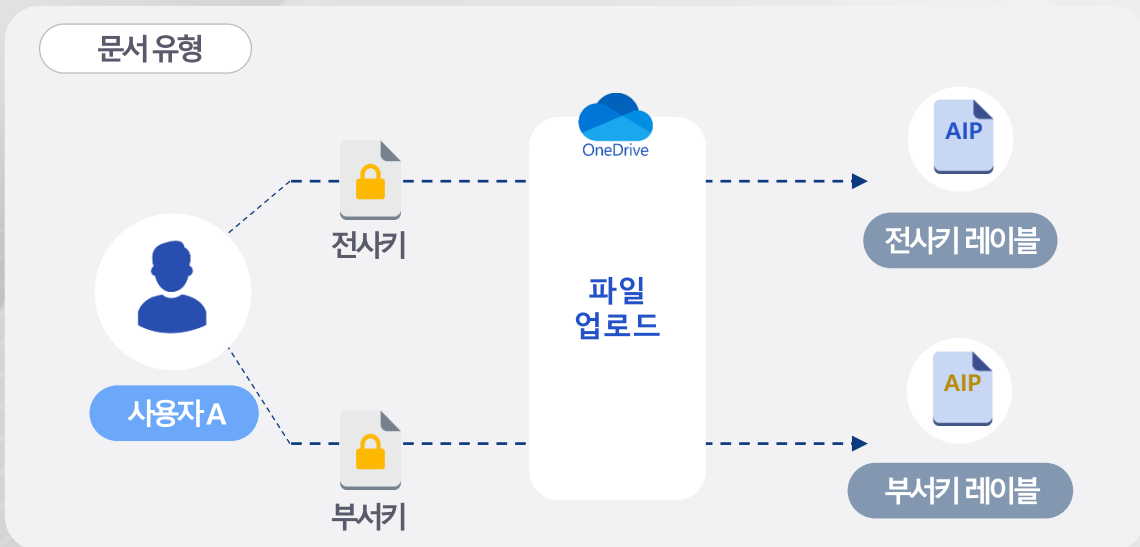 문서 유형
OneDrive
AIP
전사키
전사키 레이블
파일
업로드
사용자 A
AIP
부서키
부서키 레이블